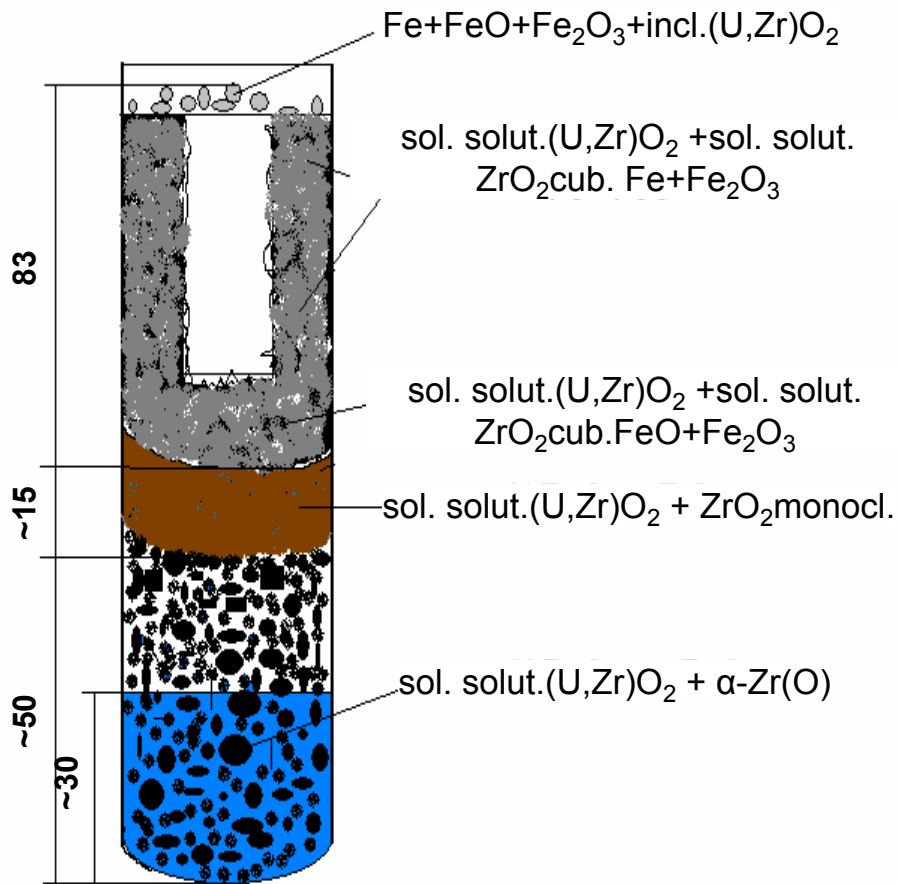 Fe+FeO+Fe₂O₃+incl.(U,Zr)O₂
sol. solut.(U,Zr)O₂ +sol. solut.
ZrO₂cub. Fe+Fe₂O₃
83
sol. solut.(U,Zr)O₂ +sol. solut.
ZrO₂cub.FeO+Fe₂O₃
~15
sol. solut.(U,Zr)O₂ + ZrO₂monocl.
sol. solut.(U,Zr)O₂ + α-Zr(O)
~50
~30